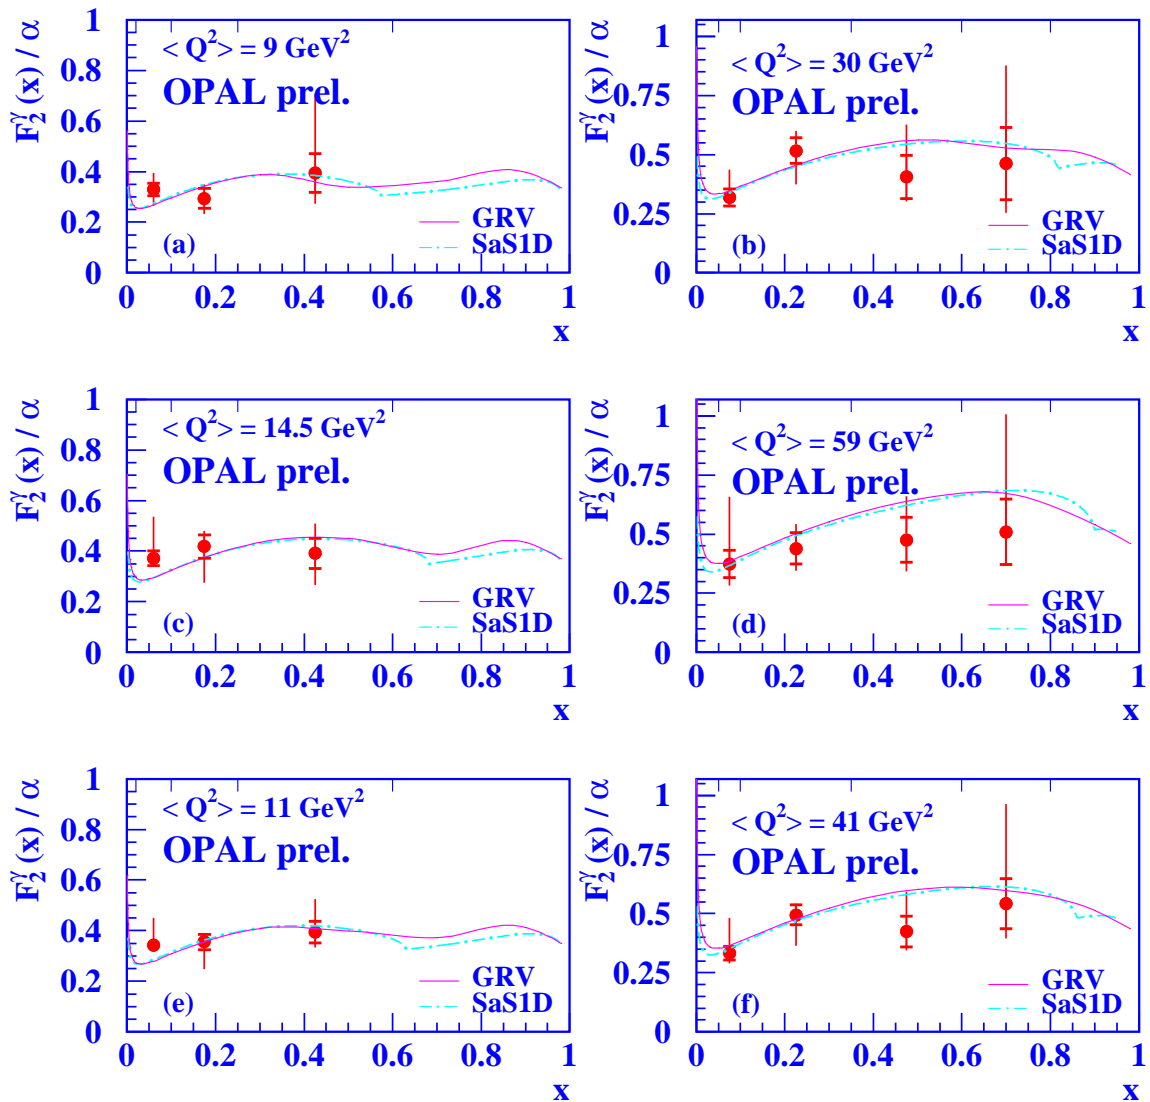 F₂^γ(x) / α
1
0.8
0.6
0.4
0.2
0
< Q² > = 9 GeV²
OPAL prel.
GRV
SaS1D
(a)
0 0.2 0.4 0.6 0.8 1
x
F₂^γ(x) / α
1
0.75
0.5
0.25
0
< Q² > = 30 GeV²
OPAL prel.
GRV
SaS1D
(b)
0 0.2 0.4 0.6 0.8 1
x
F₂^γ(x) / α
1
0.8
0.6
0.4
0.2
0
< Q² > = 14.5 GeV²
OPAL prel.
GRV
SaS1D
(c)
0 0.2 0.4 0.6 0.8 1
x
F₂^γ(x) / α
1
0.75
0.5
0.25
0
< Q² > = 59 GeV²
OPAL prel.
GRV
SaS1D
(d)
0 0.2 0.4 0.6 0.8 1
x
F₂^γ(x) / α
1
0.8
0.6
0.4
0.2
0
< Q² > = 11 GeV²
OPAL prel.
GRV
SaS1D
(e)
0 0.2 0.4 0.6 0.8 1
x
F₂^γ(x) / α
1
0.75
0.5
0.25
0
< Q² > = 41 GeV²
OPAL prel.
GRV
SaS1D
(f)
0 0.2 0.4 0.6 0.8 1
x